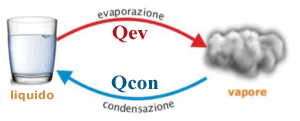 evaporazione
Qev
liquido
vapore
Qcon
condensazione